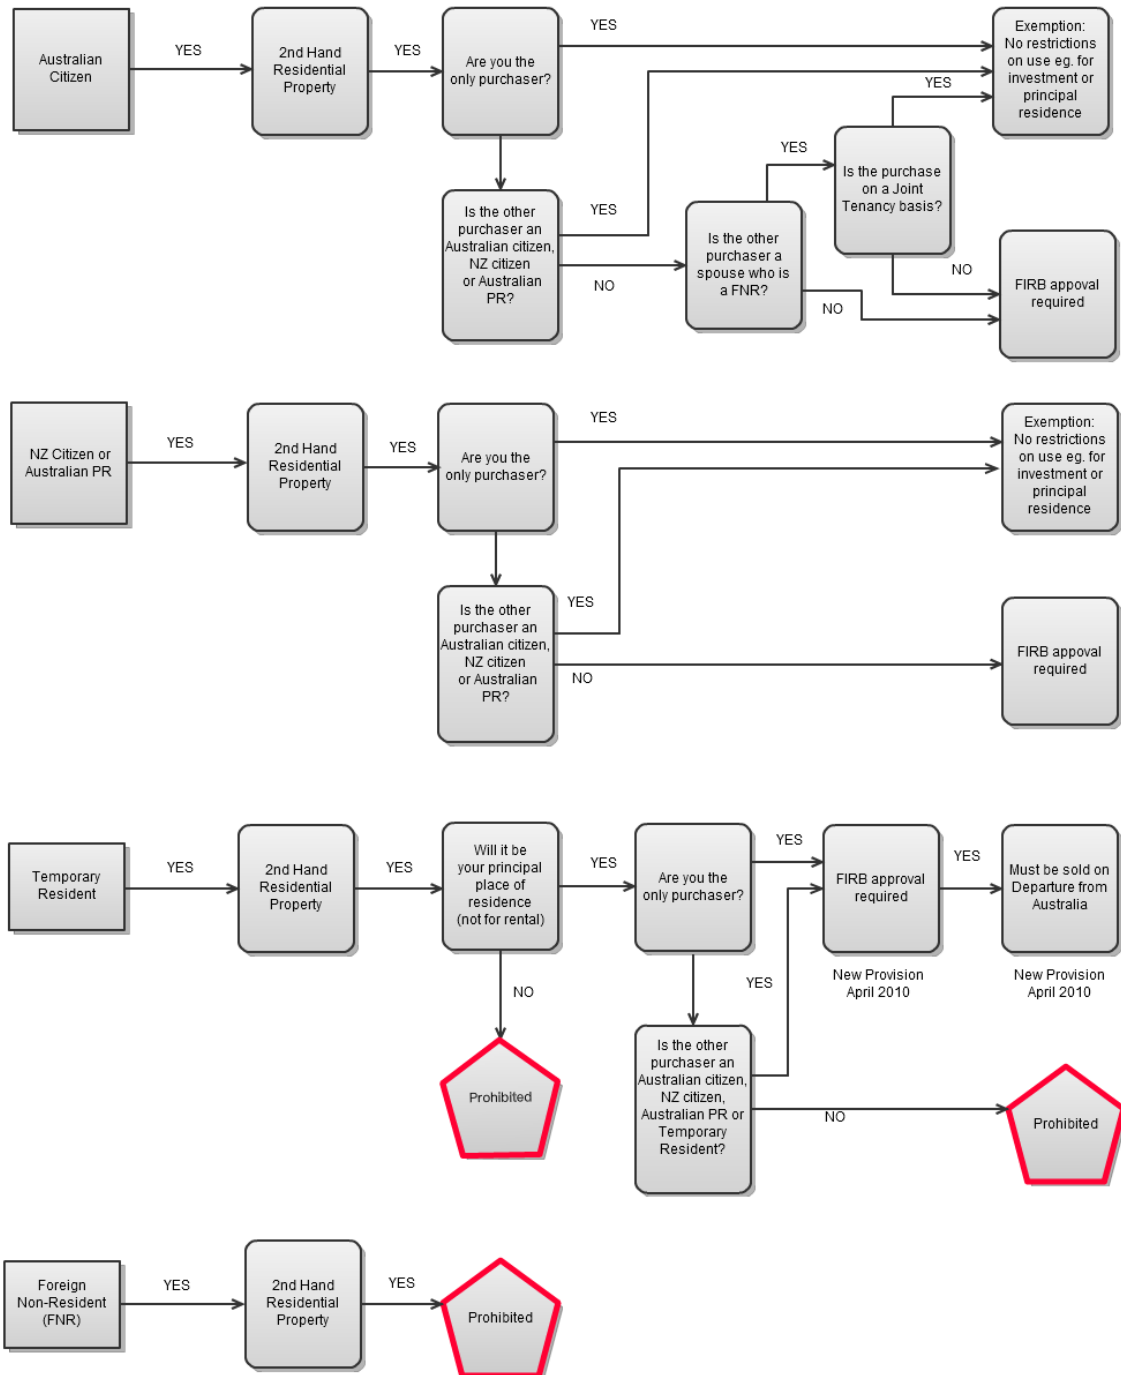 Australian
Citizen
YES
2nd Hand
Residential
Property
YES
Are you the
only purchaser?
YES
Exemption:
No restrictions
on use eg. for
investment or
principal
residence
Is the other
purchaser an
Australian citizen,
NZ citizen
or Australian
PR?
YES
NO
Is the other
purchaser a
spouse who is
a FNR?
YES
NO
Is the purchase
on a Joint
Tenancy basis?
YES
NO
FIRB appoval
required
NZ Citizen or
Australian PR
YES
2nd Hand
Residential
Property
YES
Are you the
only purchaser?
YES
Exemption:
No restrictions
on use eg. for
investment or
principal
residence
Is the other
purchaser an
Australian citizen,
NZ citizen
or Australian
PR?
YES
NO
FIRB appoval
required
Temporary
Resident
YES
2nd Hand
Residential
Property
YES
Will it be
your principal
place of
residence
(not for rental)
YES
NO
Prohibited
Are you the
only purchaser?
YES
FIRB approval
required
New Provision
April 2010
YES
Must be sold on
Departure from
Australia
New Provision
April 2010
Is the other
purchaser an
Australian citizen,
NZ citizen,
Australian PR or
Temporary
Resident?
YES
NO
Prohibited
Foreign
Non-Resident
(FNR)
YES
2nd Hand
Residential
Property
YES
Prohibited